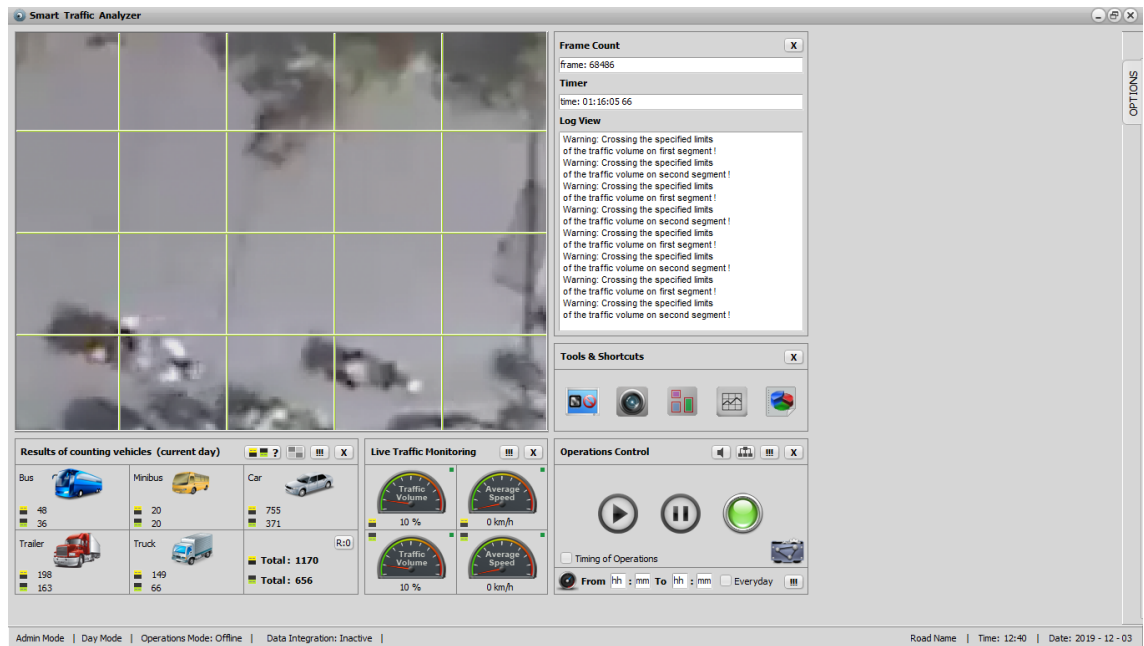 Smart Traffic Analyzer
Frame Count
X
frame: 68486
Timer
time: 01:16:05 66
Log View
Warning: Crossing the specified limits
of the traffic volume on first segment !
Warning: Crossing the specified limits
of the traffic volume on second segment !
Warning: Crossing the specified limits
of the traffic volume on first segment !
Warning: Crossing the specified limits
of the traffic volume on second segment !
Warning: Crossing the specified limits
of the traffic volume on first segment !
Warning: Crossing the specified limits
of the traffic volume on second segment !
Warning: Crossing the specified limits
of the traffic volume on first segment !
Warning: Crossing the specified limits
of the traffic volume on second segment !
OPTIONS
Tools & Shortcuts
X
Results of counting vehicles (current day)
? !!! X
Bus
48
36
Minibus
20
20
Car
755
371
Trailer
198
163
Truck
149
66
R:0
Total : 1170
Total : 656
Live Traffic Monitoring
!!! X
Traffic
Volume
10 %
Average
Speed
0 km/h
Traffic
Volume
10 %
Average
Speed
0 km/h
Operations Control
!!! X
Timing of Operations
From hh : mm To hh : mm Everyday !!!
Admin Mode | Day Mode | Operations Mode: Offline | Data Integration: Inactive |
Road Name | Time: 12:40 | Date: 2019 - 12 - 03